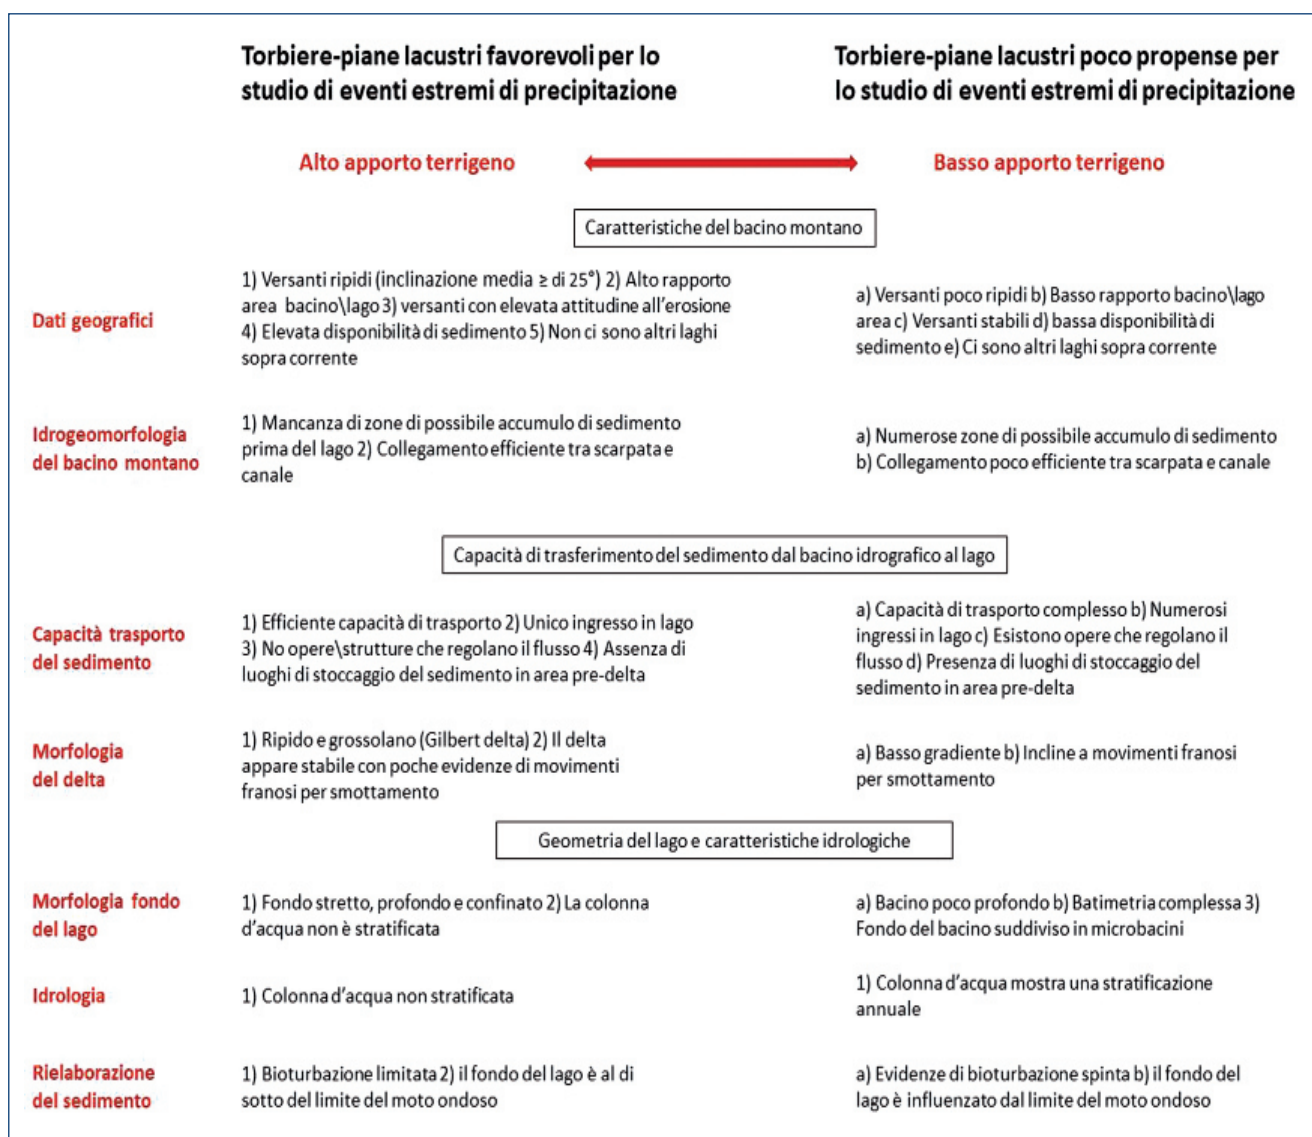 Torbiere-piane lacustri favorevoli per lo
studio di eventi estremi di precipitazione
Torbiere-piane lacustri poco propense per
lo studio di eventi estremi di precipitazione
Alto apporto terrigeno
Basso apporto terrigeno
Caratteristiche del bacino montano
Dati geografici
1) Versanti ripidi (inclinazione media ≥ di 25°) 2) Alto rapporto
area bacino\lago 3) versanti con elevata attitudine all'erosione
4) Elevata disponibilità di sedimento 5) Non ci sono altri laghi
sopra corrente
a) Versanti poco ripidi b) Basso rapporto bacino\lago
area c) Versanti stabili d) bassa disponibilità di
sedimento e) Ci sono altri laghi sopra corrente
Idrogeomorfologia
del bacino montano
1) Mancanza di zone di possibile accumulo di sedimento
prima del lago 2) Collegamento efficiente tra scarpata e
canale
a) Numerose zone di possibile accumulo di sedimento
b) Collegamento poco efficiente tra scarpata e canale
Capacità di trasferimento del sedimento dal bacino idrografico al lago
Capacità trasporto
del sedimento
1) Efficiente capacità di trasporto 2) Unico ingresso in lago
3) No opere\strutture che regolano il flusso 4) Assenza di
luoghi di stoccaggio del sedimento in area pre-delta
a) Capacità di trasporto complesso b) Numerosi
ingressi in lago c) Esistono opere che regolano il
flusso d) Presenza di luoghi di stoccaggio del
sedimento in area pre-delta
Morfologia
del delta
1) Ripido e grossolano (Gilbert delta) 2) Il delta
appare stabile con poche evidenze di movimenti
franosi per smottamento
a) Basso gradiente b) Incline a movimenti franosi
per smottamento
Geometria del lago e caratteristiche idrologiche
Morfologia fondo
del lago
1) Fondo stretto, profondo e confinato 2) La colonna
d'acqua non è stratificata
a) Bacino poco profondo b) Batimetria complessa 3)
Fondo del bacino suddiviso in microbacini
Idrologia
1) Colonna d'acqua non stratificata
1) Colonna d'acqua mostra una stratificazione
annuale
Rielaborazione
del sedimento
1) Bioturbazione limitata 2) il fondo del lago è al di
sotto del limite del moto ondoso
a) Evidenze di bioturbazione spinta b) il fondo del
lago è influenzato dal limite del moto ondoso